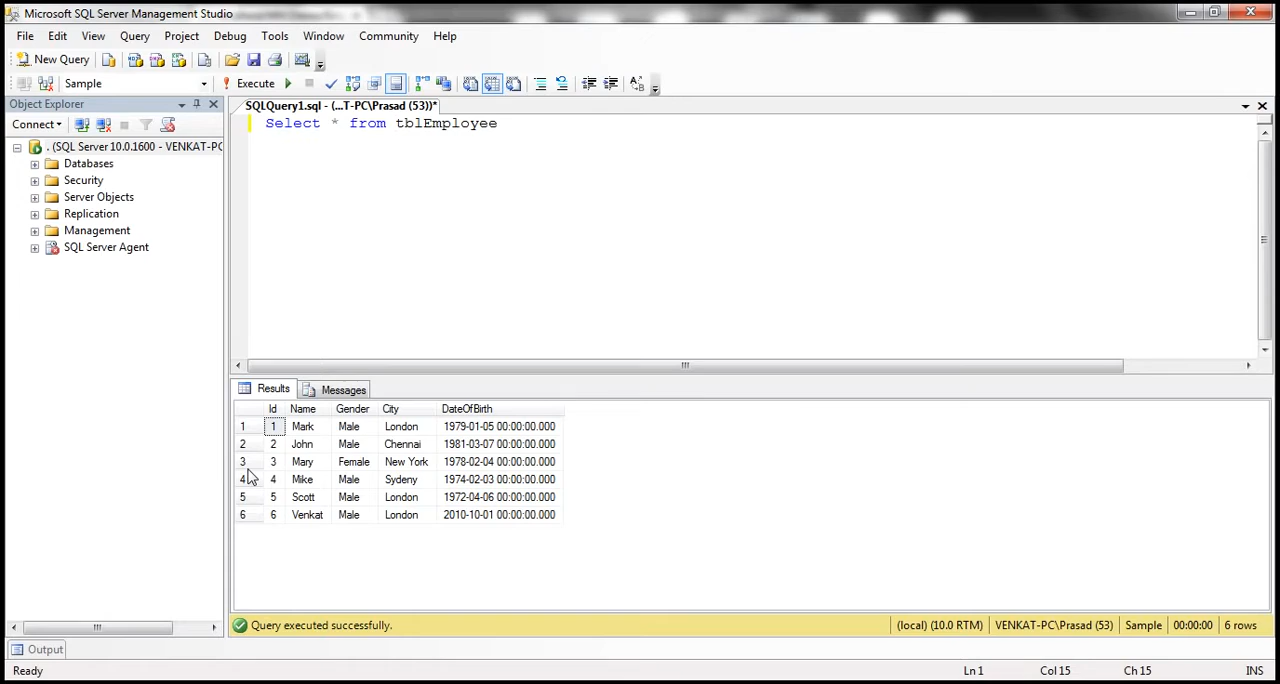 Microsoft SQL Server Management Studio
File Edit View Query Project Debug Tools Window Community Help
New Query
Sample Execute
Object Explorer
SQLQuery1.sql - (...T-PC\Prasad (53))*
Connect
Select * from tblEmployee
. (SQL Server 10.0.1600 - VENKAT-PC
Databases
Security
Server Objects
Replication
Management
SQL Server Agent
Results Messages
Id Name Gender City DateOfBirth
1 1 Mark Male London 1979-01-05 00:00:00.000
2 2 John Male Chennai 1981-03-07 00:00:00.000
3 3 Mary Female New York 1978-02-04 00:00:00.000
4 4 Mike Male Sydeny 1974-02-03 00:00:00.000
5 5 Scott Male London 1972-04-06 00:00:00.000
6 6 Venkat Male London 2010-10-01 00:00:00.000
Query executed successfully. (local) (10.0 RTM) VENKAT-PC\Prasad (53) Sample 00:00:00 6 rows
Output
Ready Ln 1 Col 15 Ch 15 INS